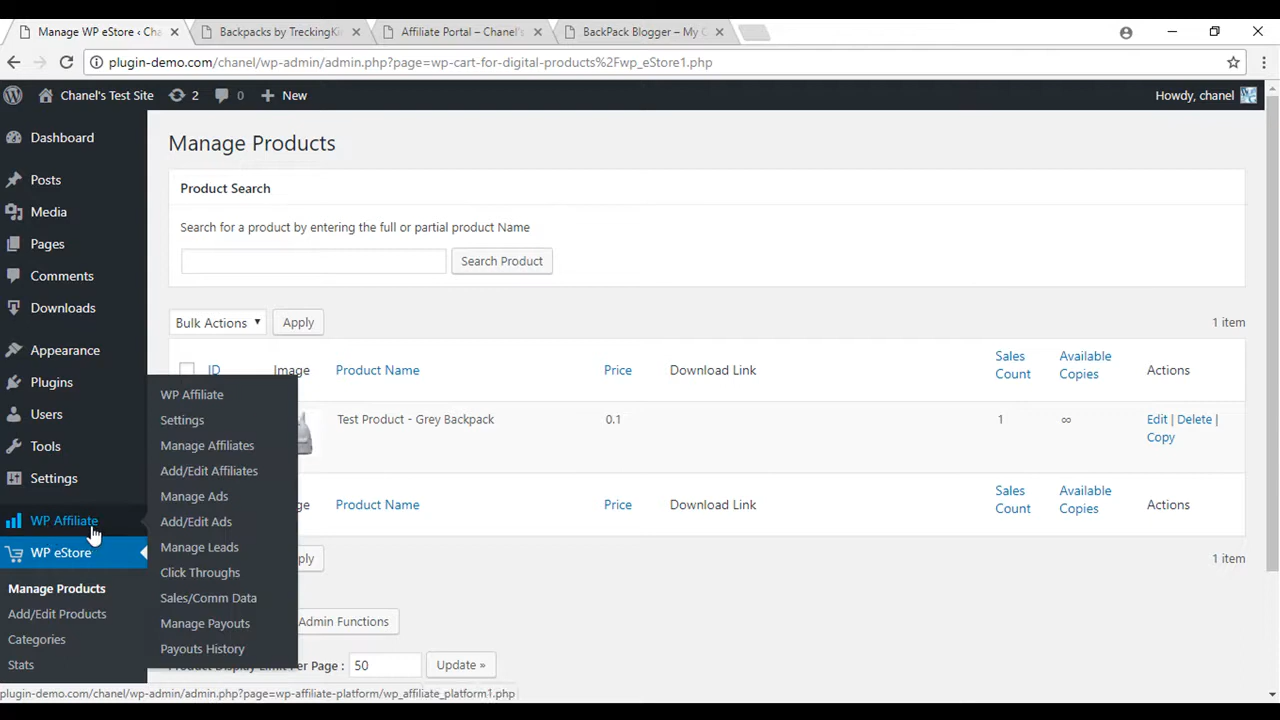 Manage WP eStore ‹ Cha
Backpacks by TreckingKi
Affiliate Portal – Chanel's
BackPack Blogger – My C
plugin-demo.com/chanel/wp-admin/admin.php?page=wp-cart-for-digital-products%2Fwp_eStore1.php
Chanel's Test Site
2
0
New
Howdy, chanel
Dashboard
Posts
Media
Pages
Comments
Downloads
Appearance
Plugins
Users
Tools
Settings
WP Affiliate
WP eStore
Manage Products
Add/Edit Products
Categories
Stats
WP Affiliate
Settings
Manage Affiliates
Add/Edit Affiliates
Manage Ads
Add/Edit Ads
Manage Leads
Click Throughs
Sales/Comm Data
Manage Payouts
Payouts History
Manage Products
Product Search
Search for a product by entering the full or partial product Name
Search Product
Bulk Actions
Apply
1 item
ID Image Product Name Price Download Link Sales Count Available Copies Actions
Test Product - Grey Backpack 0.1 1 ∞ Edit | Delete |
Copy
Product Name Price Download Link Sales Count Available Copies Actions
1 item
Admin Functions
Per Page : 50 Update »
plugin-demo.com/chanel/wp-admin/admin.php?page=wp-affiliate-platform/wp_affiliate_platform1.php